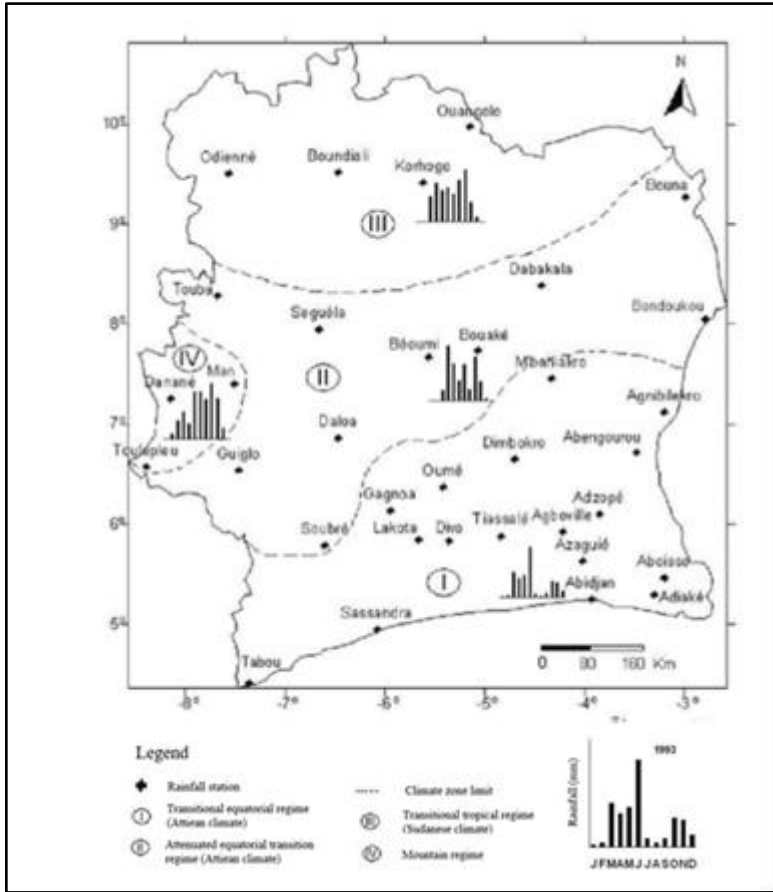 N
10°
9°
8°
7°
6°
5°
Ouangolo
Odienné
Boundiali
Korhogo
III
Bouna
Dabakala
Touba
Bondoukou
Seguéla
Béoumi
Bouaké
IV
II
Mbahiakro
Man
Danané
Agnibilekro
Daloa
Abengourou
Toulepleu
Guiglo
Dimbokro
Oumé
Gagnoa
Adzopé
Tiassalé
Agboville
Soubré
Lakota
Divo
Azaguié
I
Aboisso
Abidjan
Adiaké
Sassandra
0 80 160 Km
Tabou
-8° -7° -6° -5° -4° -3°
Legend
Rainfall station
I Transitional equatorial regime
(Attiean climate)
II Attenuated equatorial transition
regime (Attiean climate)
Climate zone limit
III Transitional tropical regime
(Sudanese climate)
IV Mountain regime
1993
Rainfall (mm)
J F M A M J J A S O N D